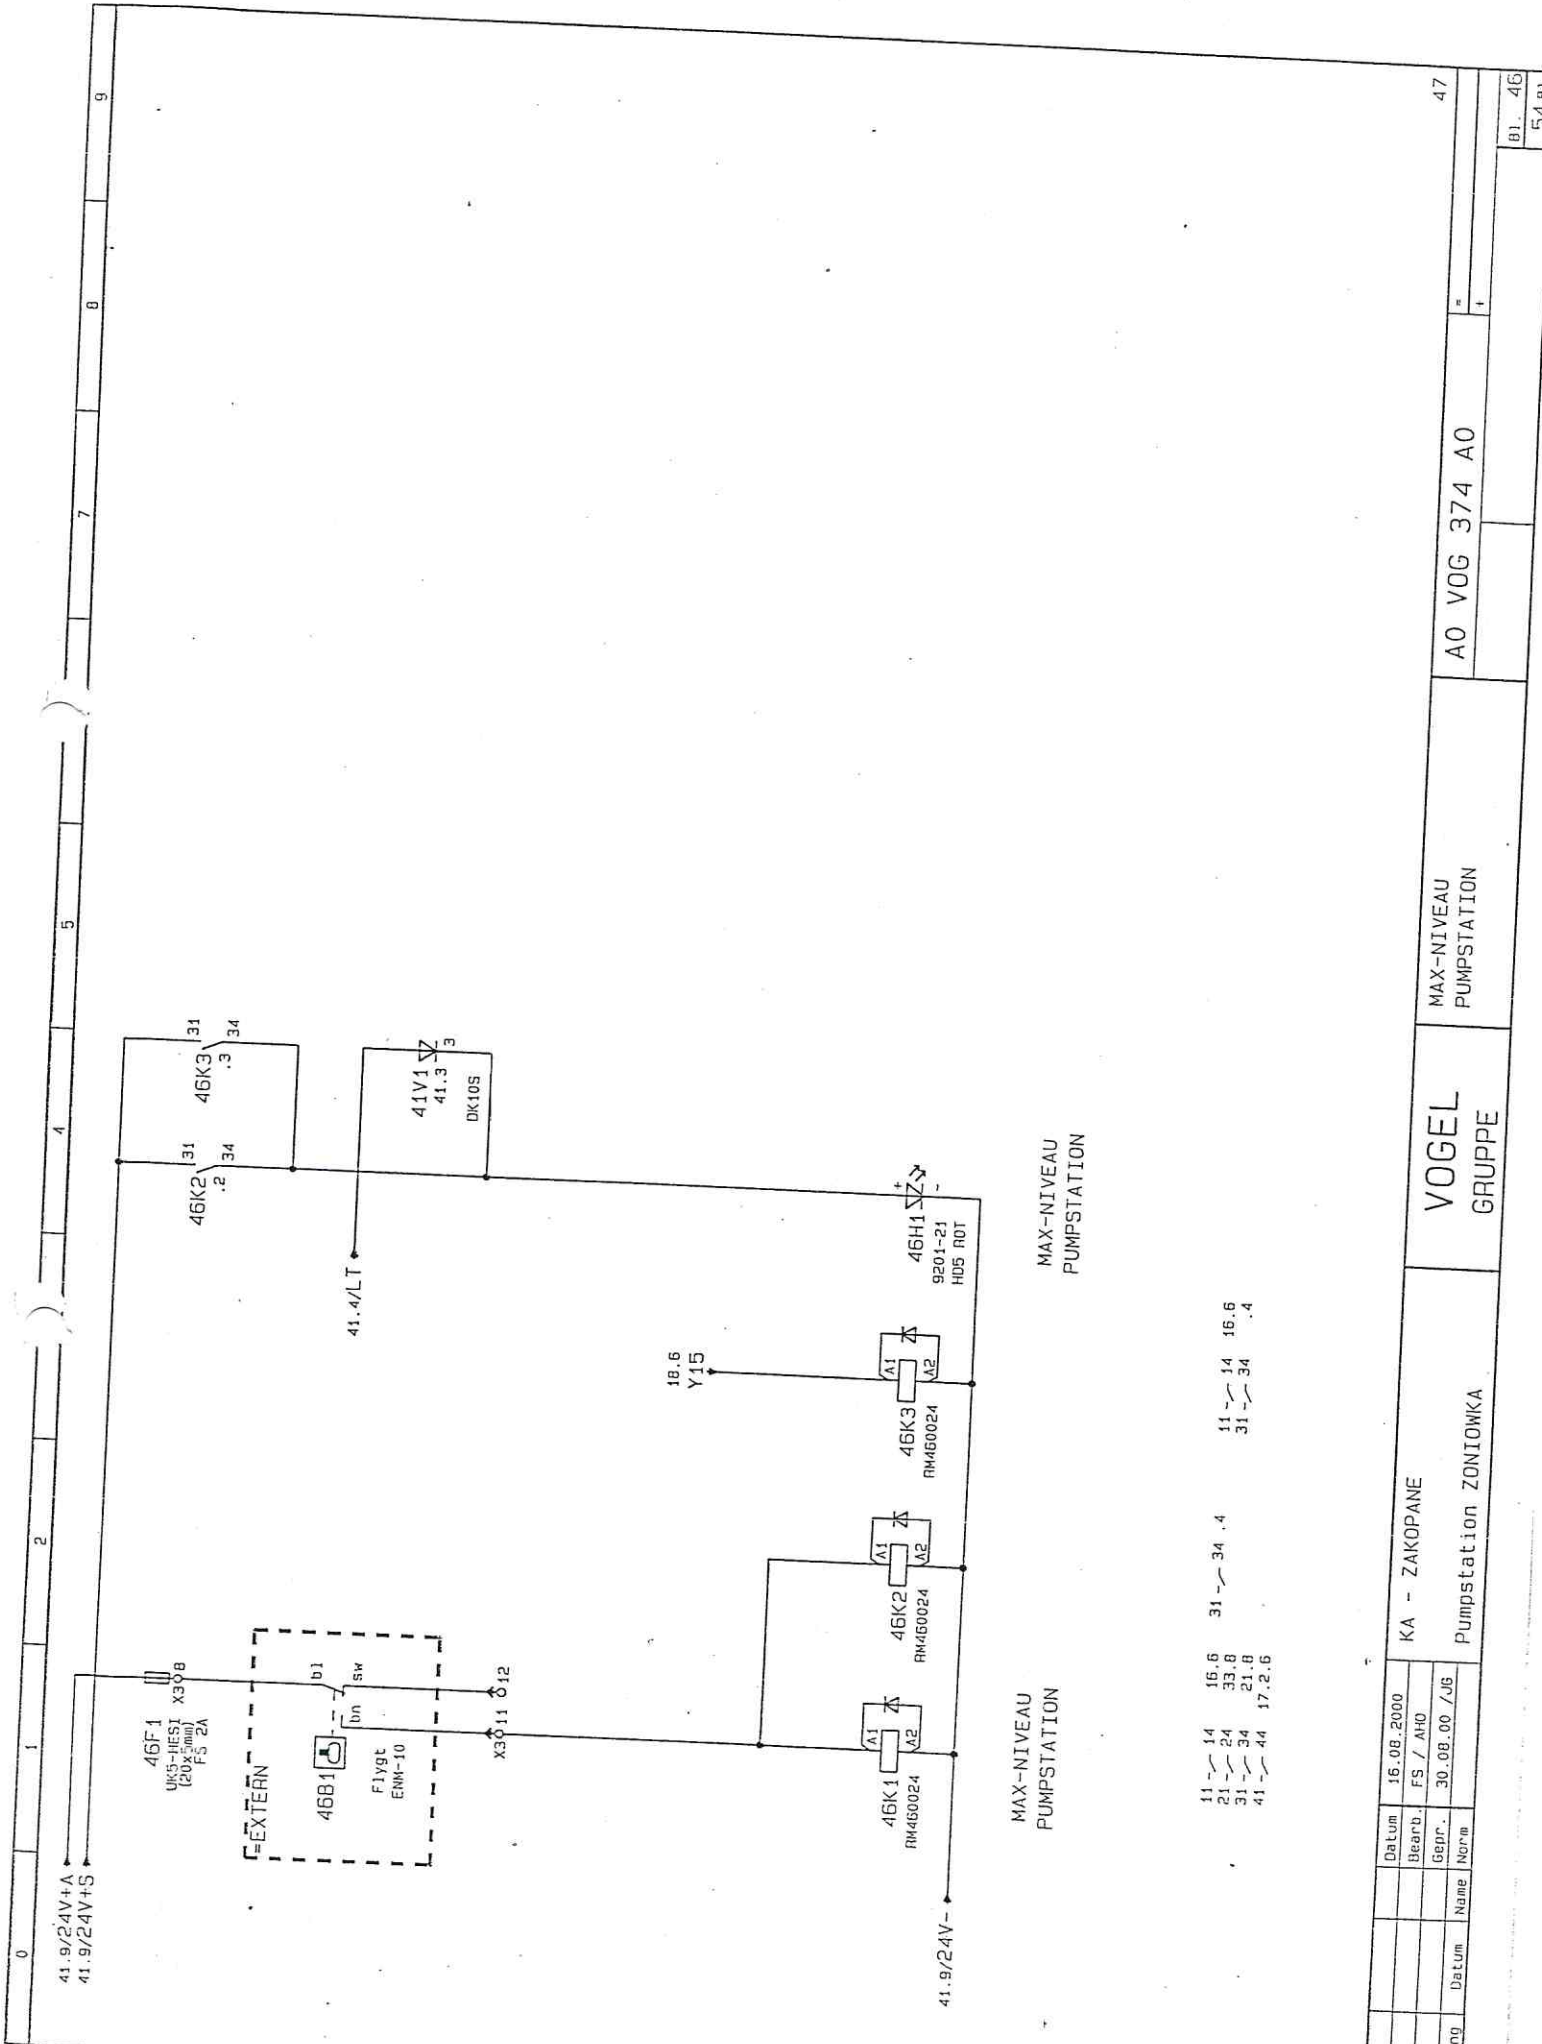 0
1
2
4
5
7
8
9
41.9/24V+A
41.9/24V+S
46F1
UK5-HESI
(20x5mm)
FS 2A
X3 8
=EXTERN
46B1
Flygt
ENM-10
bl
bn
sw
X3 11
12
46K2
.2
31
34
46K3
.3
31
34
41.4/LT
41V1
41.3
3
DK10S
18.6
Y15
46K1
RM460024
A1
A2
46K2
RM460024
A1
A2
46K3
RM460024
A1
A2
46H1
9201-21
HD5 ROT
+
-
41.9/24V-
MAX-NIVEAU
PUMPSTATION
MAX-NIVEAU
PUMPSTATION
11 14 16.6
21 24 33.8
31 34 21.8
41 44 17.2.6
31 34 .4
11 14 16.6
31 34 .4
47
Datum 16.08.2000
Bearb. FS / AHO
Gepr. 30.08.00 /JG
Datum Name Norm
KA - ZAKOPANE
Pumpstation ZONIOWKA
VOGEL
GRUPPE
MAX-NIVEAU
PUMPSTATION
AO VOG 374 AO
=
+
Bl. 46
54 Bl